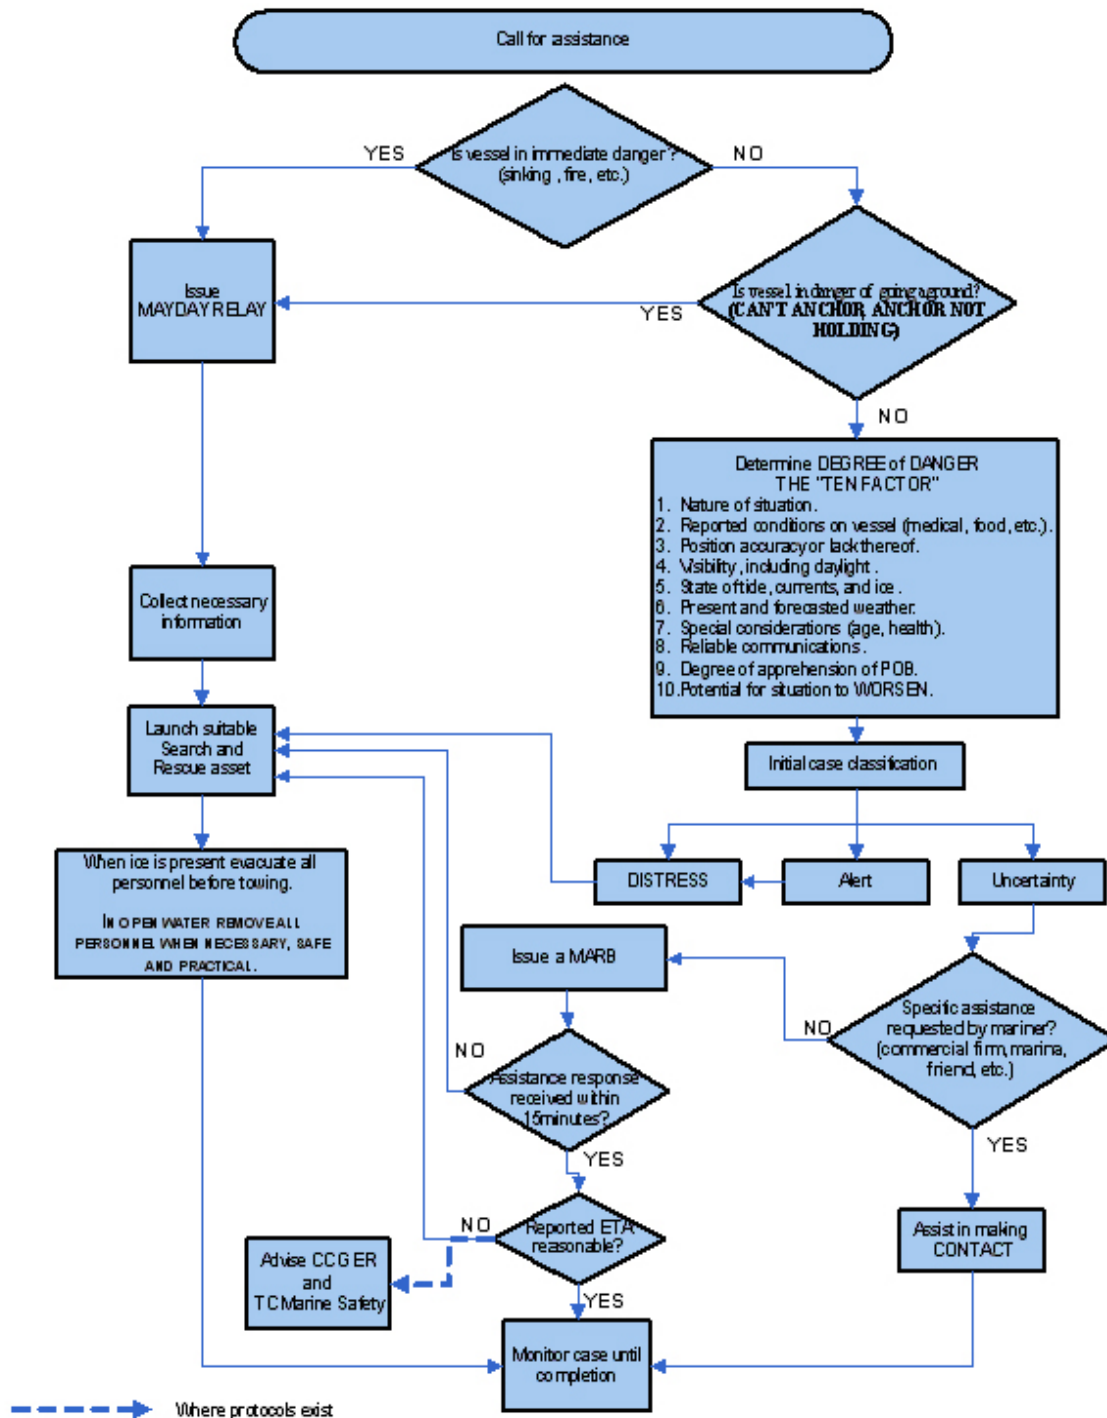 Call for assistance
YES
Is vessel in immediate danger?
(sinking , fire, etc.)
NO
Issue
MAYDAY RELAY
YES
Is vessel in danger of going aground?
(CAN'T ANCHOR, ANCHOR NOT
HOLDING)
NO
Determine DEGREE of DANGER
THE "TEN FACTOR"
1. Nature of situation.
2. Reported conditions on vessel (medical, food, etc.).
3. Position accuracy or lack thereof.
4. Visibility, including daylight .
5. State of tide, currents, and ice .
6. Present and forecasted weather.
7. Special considerations (age, health).
8. Reliable communications .
9. Degree of apprehension of POB.
10. Potential for situation to WORSEN.
Collect necessary
information
Launch suitable
Search and
Rescue asset
Initial case classification
When ice is present evacuate all
personnel before towing.
IN OPEN WATER REMOVE ALL
PERSONNEL WHEN NECESSARY, SAFE
AND PRACTICAL.
DISTRESS
Alert
Uncertainty
Issue a MARB
Specific assistance
requested by mariner?
(commercial firm, marina,
friend, etc.)
NO
NO
Assistance response
received within
15minutes?
YES
YES
NO
Reported ETA
reasonable?
Assist in making
CONTACT
Advise CCG ER
and
TC Marine Safety
YES
Monitor case until
completion
Where protocols exist